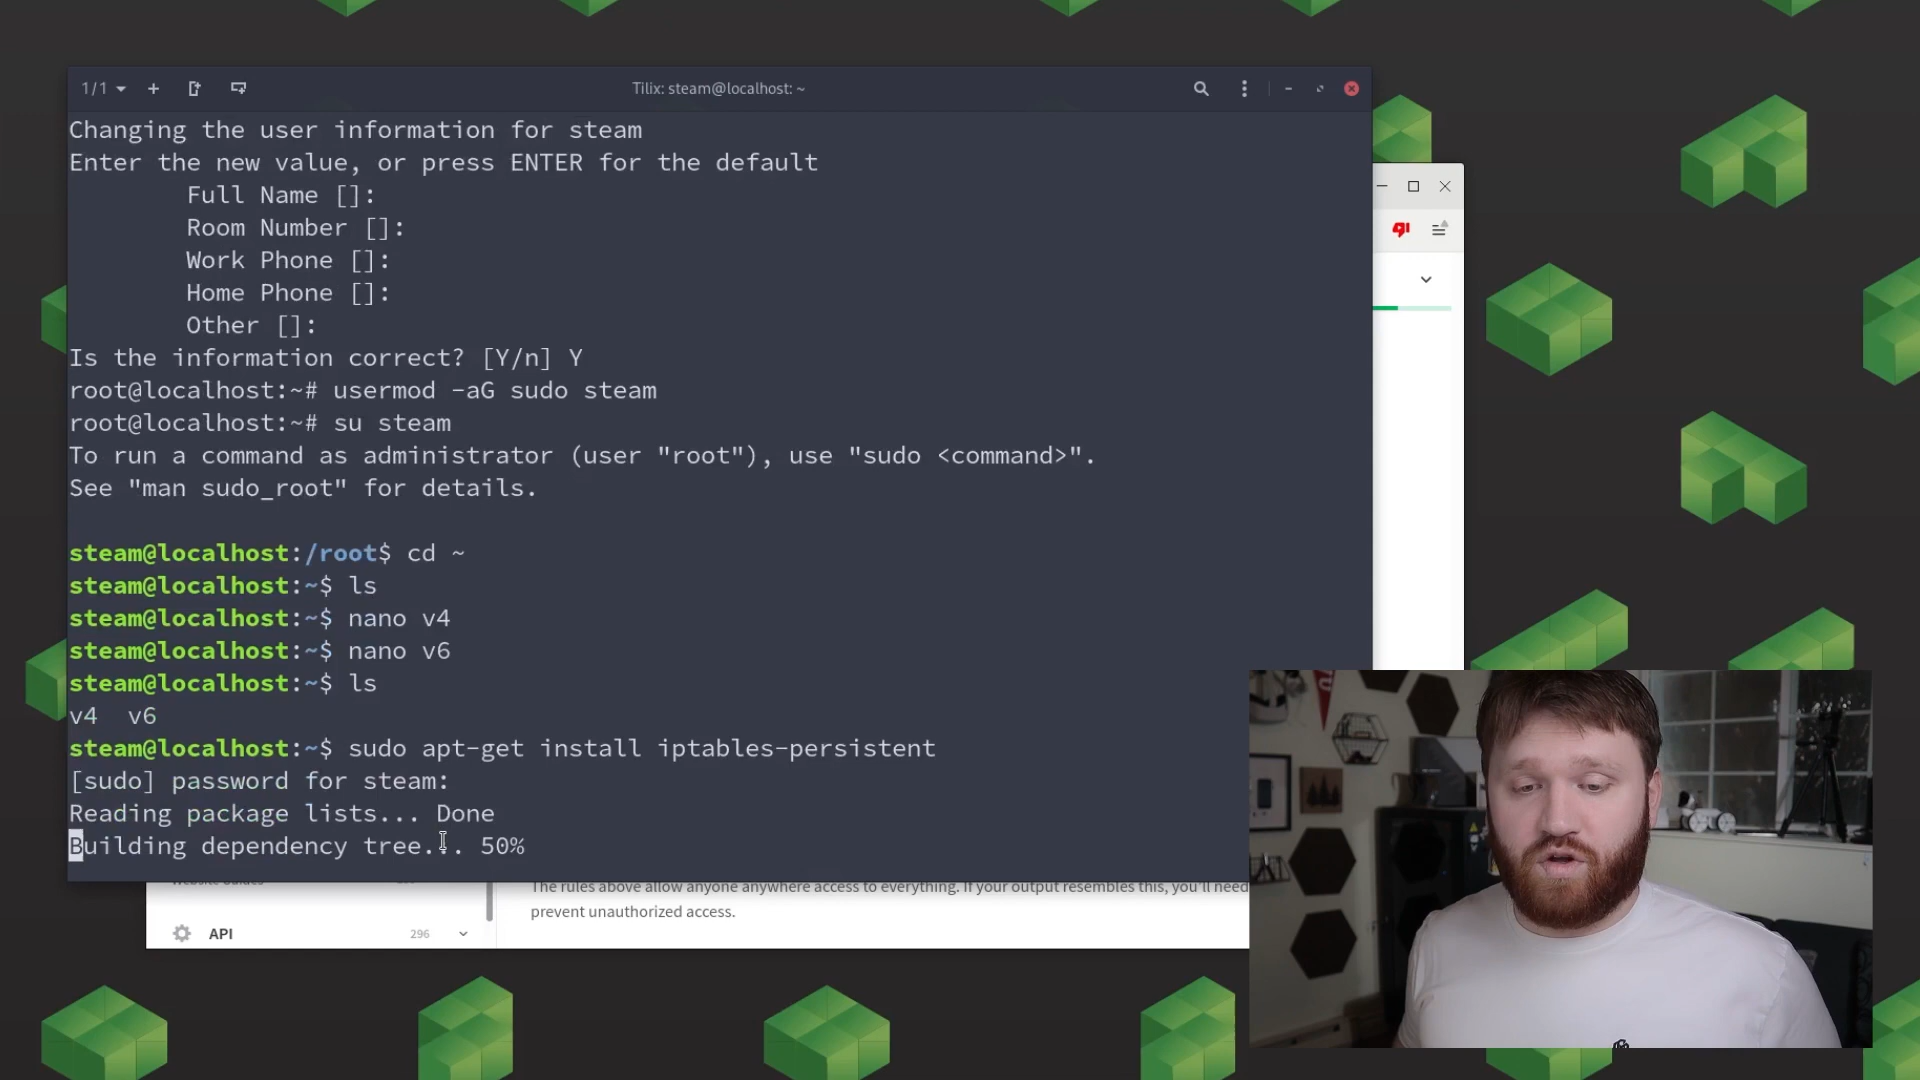 1/1
Tilix: steam@localhost: ~
Changing the user information for steam
Enter the new value, or press ENTER for the default
Full Name []:
Room Number []:
Work Phone []:
Home Phone []:
Other []:
Is the information correct? [Y/n] Y
root@localhost:~# usermod -aG sudo steam
root@localhost:~# su steam
To run a command as administrator (user "root"), use "sudo <command>".
See "man sudo_root" for details.
steam@localhost:/root$ cd ~
steam@localhost:~$ ls
steam@localhost:~$ nano v4
steam@localhost:~$ nano v6
steam@localhost:~$ ls
v4  v6
steam@localhost:~$ sudo apt-get install iptables-persistent
[sudo] password for steam:
Reading package lists... Done
Building dependency tree... 50%
The rules above allow anyone anywhere access to everything. If your output resembles this, you'll need
prevent unauthorized access.
API 296